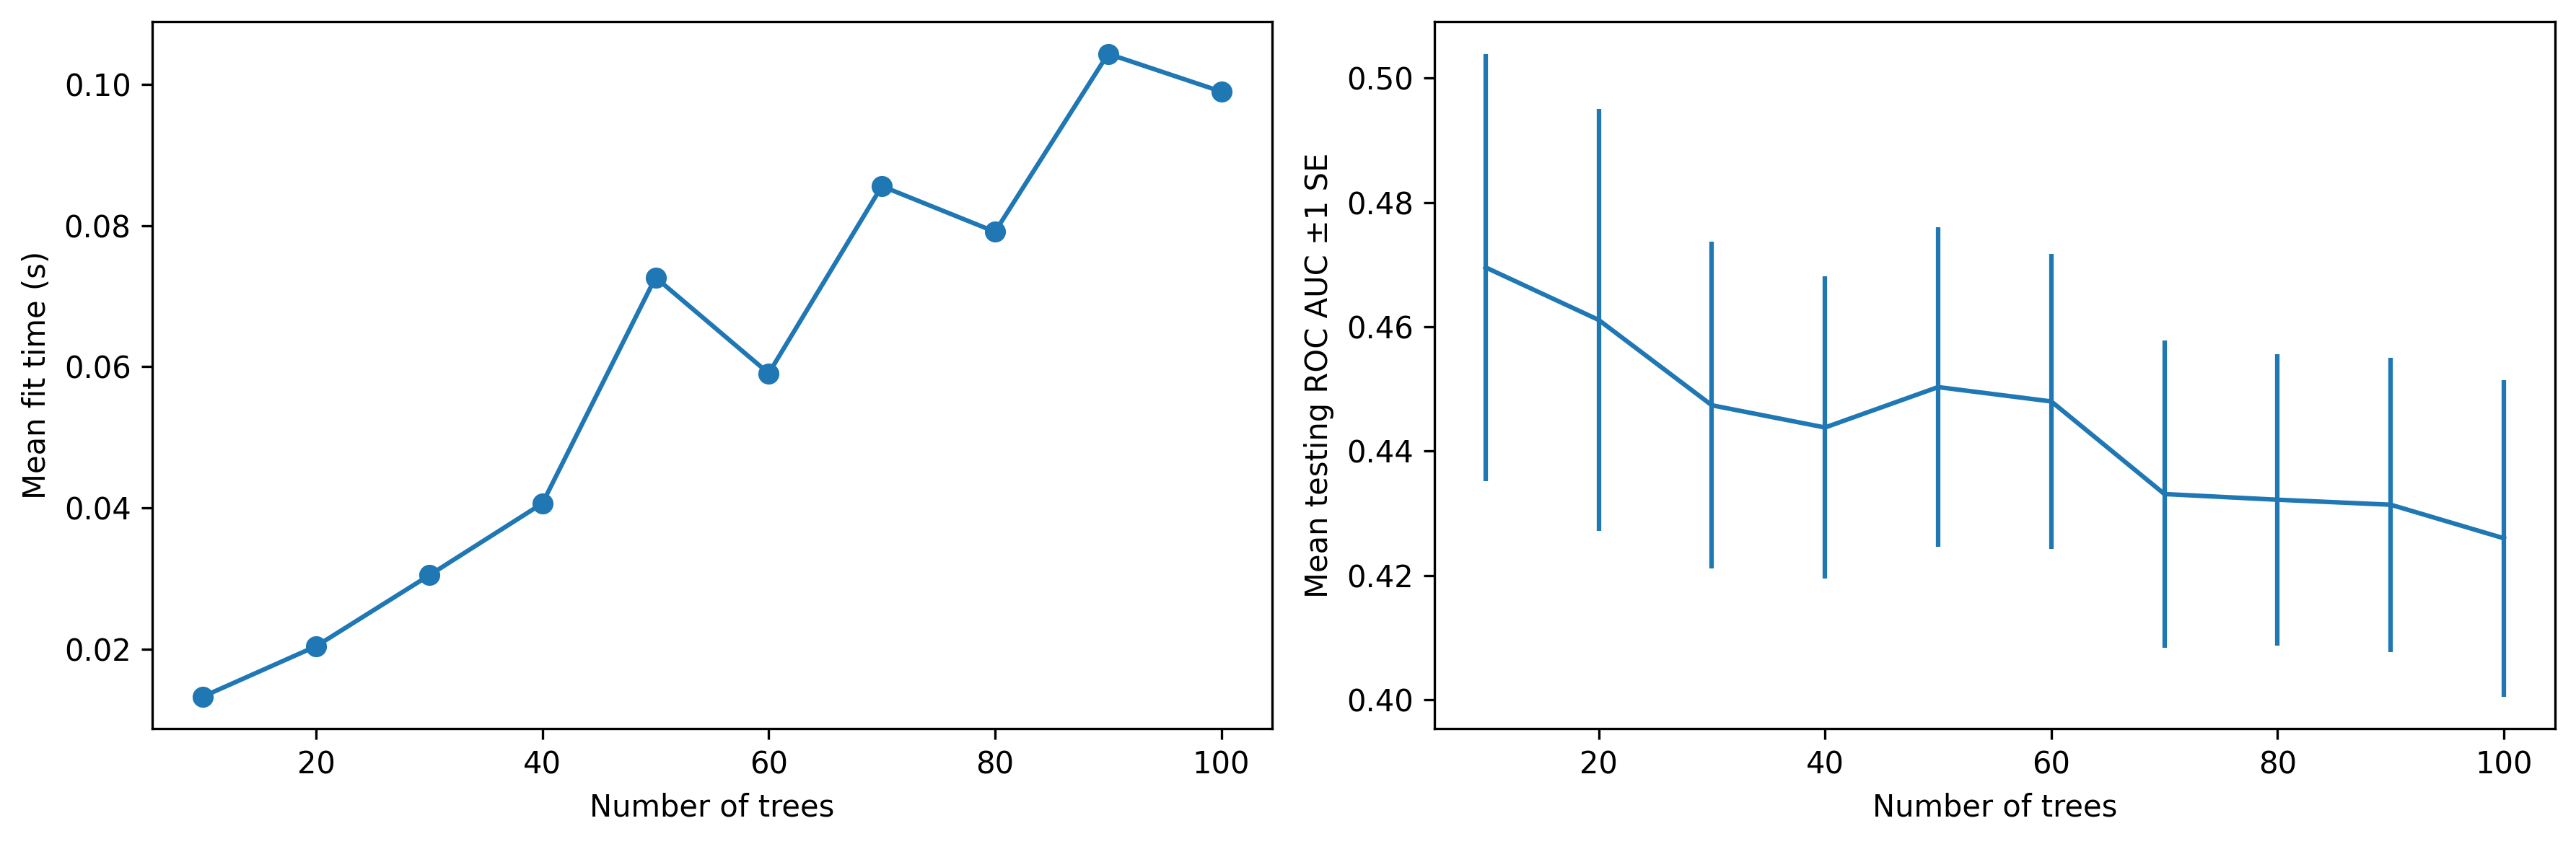 0.10
0.08
0.06
0.04
0.02
Mean fit time (s)
20 40 60 80 100
Number of trees
0.50
0.48
0.46
0.44
0.42
0.40
Mean testing ROC AUC ±1 SE
20 40 60 80 100
Number of trees